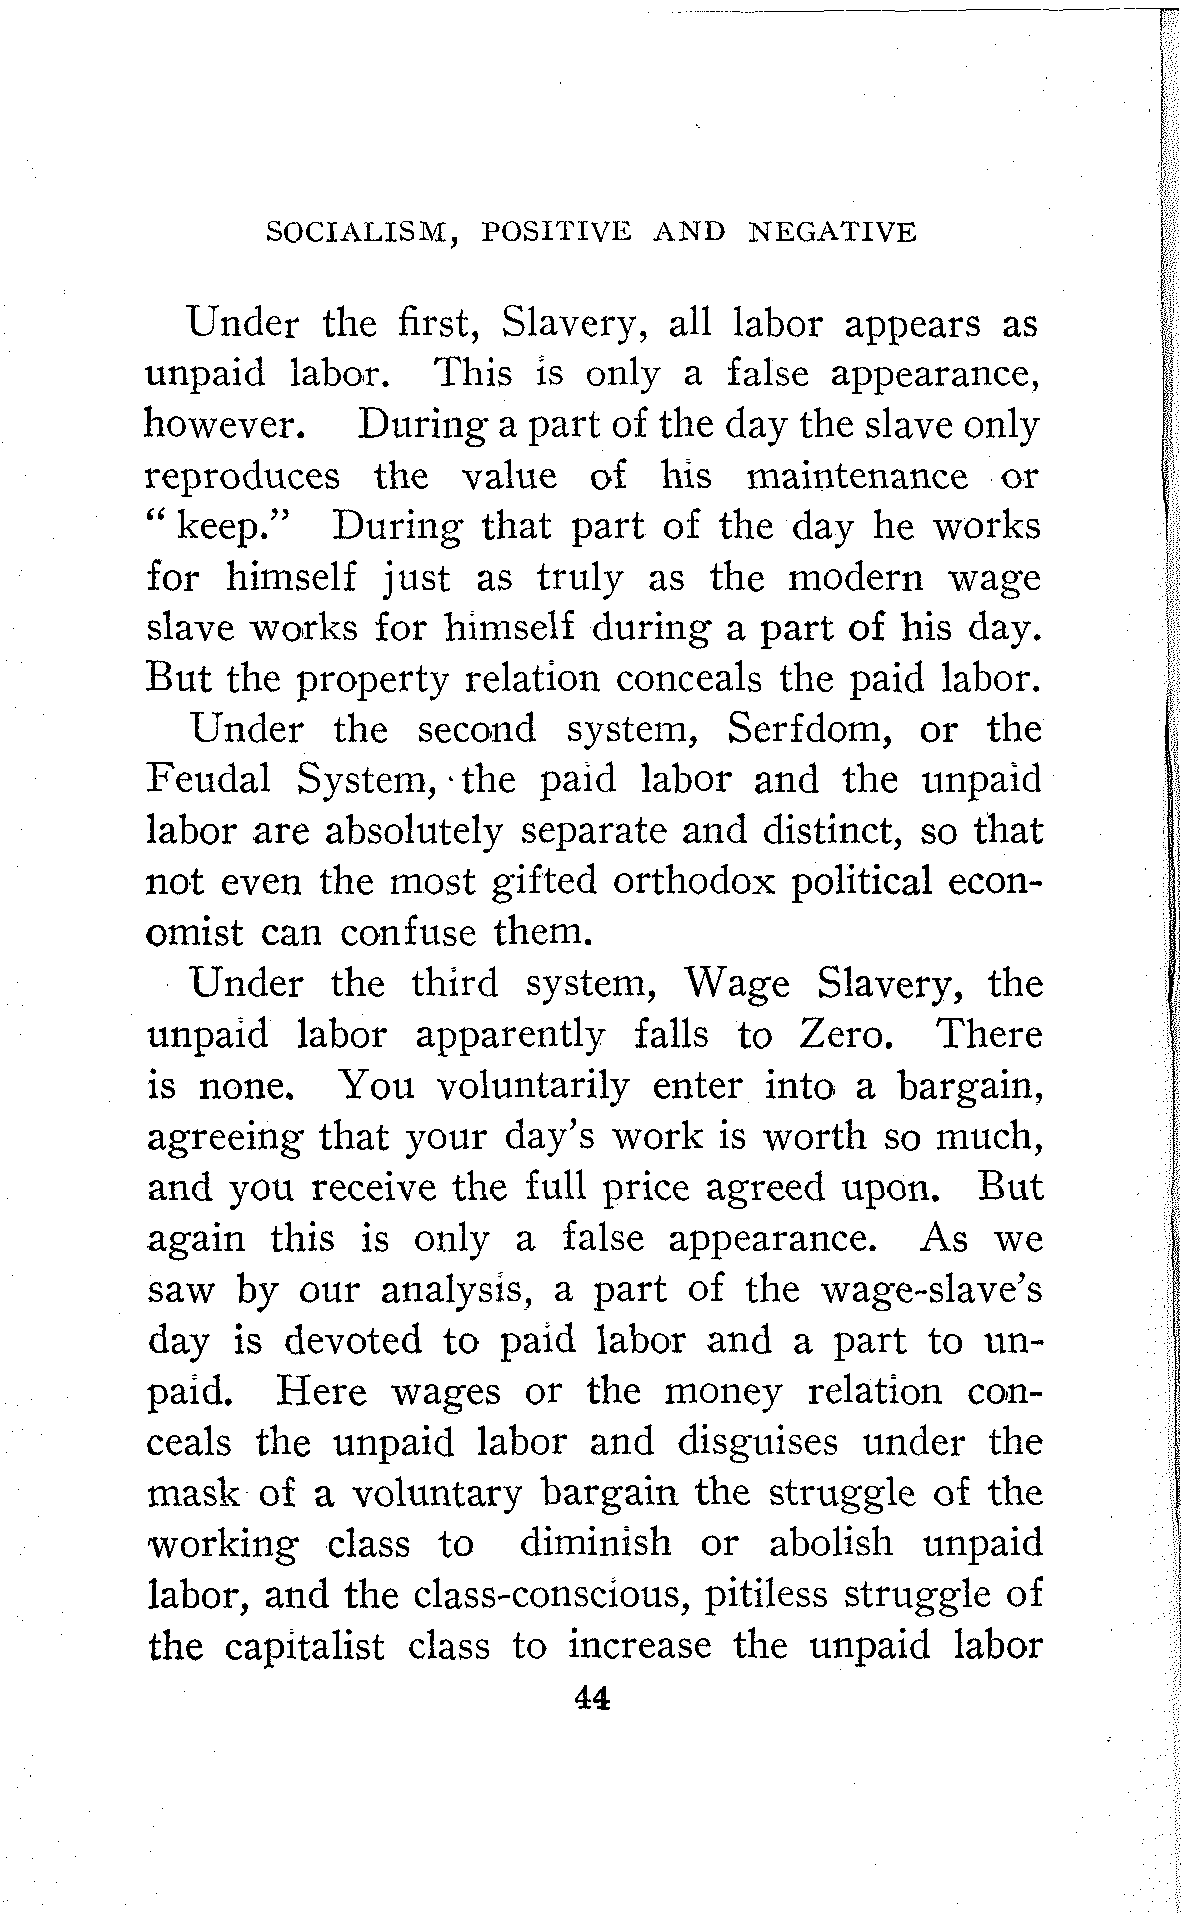 SOCIALISM, POSITIVE AND NEGATIVE
Under the first, Slavery, all labor appears as
unpaid labor. This is only a false appearance,
however. During a part of the day the slave only
reproduces the value of his maintenance or
“keep.” During that part of the day he works
for himself just as truly as the modern wage
slave works for himself during a part of his day.
But the property relation conceals the paid labor.
Under the second system, Serfdom, or the
Feudal System, the paid labor and the unpaid
labor are absolutely separate and distinct, so that
not even the most gifted orthodox political econ-
omist can confuse them.
Under the third system, Wage Slavery, the
unpaid labor apparently falls to Zero. There
is none. You voluntarily enter into a bargain,
agreeing that your day’s work is worth so much,
and you receive the full price agreed upon. But
again this is only a false appearance. As we
saw by our analysis, a part of the wage-slave’s
day is devoted to paid labor and a part to un-
paid. Here wages or the money relation con-
ceals the unpaid labor and disguises under the
mask of a voluntary bargain the struggle of the
working class to diminish or abolish unpaid
labor, and the class-conscious, pitiless struggle of
the capitalist class to increase the unpaid labor
44